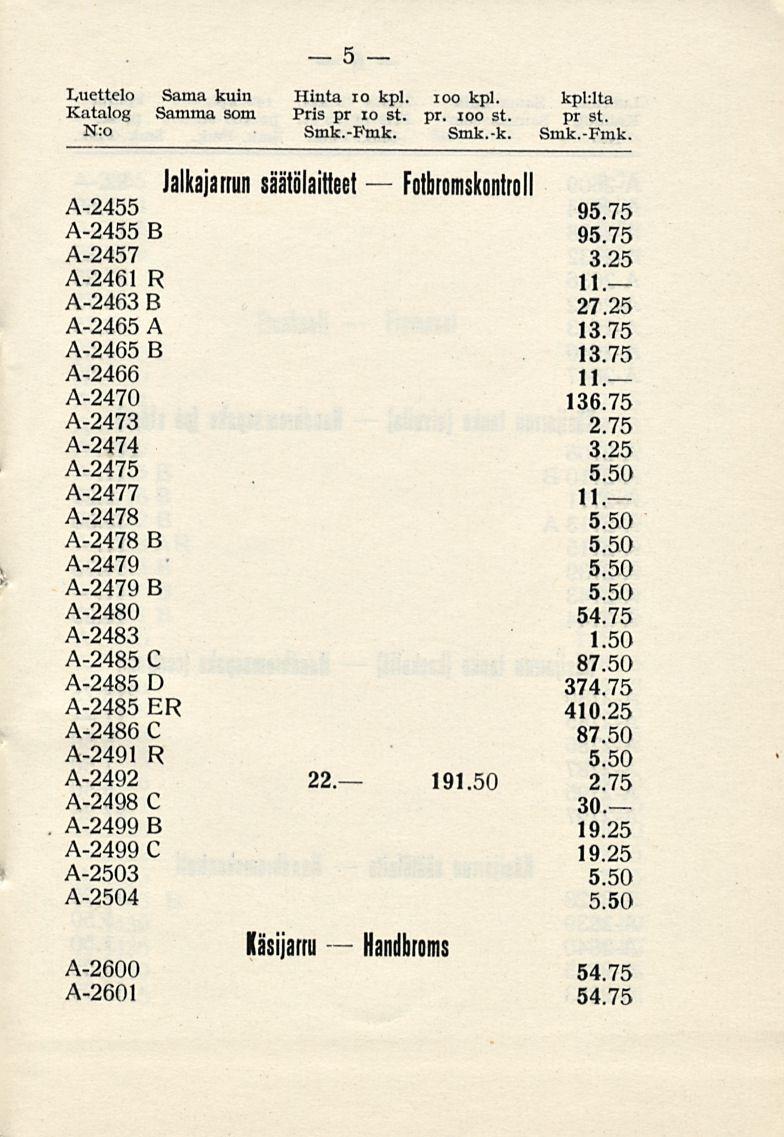 — 5 —
Luettelo Sama kuin Hinta 10 kpl. 100 kpl. kpl:lta
Katalog Samma som Pris pr 10 st. pr. 100 st. pr st.
N:o Smk.-Fmk. Smk.-k. Smk.-Fmk.
Jalkajarrun säätölaitteet — Fotbromskontroll
A-2455 95.75
A-2455 B 95.75
A-2457 3.25
A-2461 R 11.—
A-2463 B 27.25
A-2465 A 13.75
A-2465 B 13.75
A-2466 11.—
A-2470 136.75
A-2473 2.75
A-2474 3.25
A-2475 5.50
A-2477 11.—
A-2478 5.50
A-2478 B 5.50
A-2479 5.50
A-2479 B 5.50
A-2480 54.75
A-2483 1.50
A-2485 C 87.50
A-2485 D 374.75
A-2485 ER 410.25
A-2486 C 87.50
A-2491 R 5.50
A-2492 22.— 191.50 2.75
A-2498 C 30.—
A-2499 B 19.25
A-2499 C 19.25
A-2503 5.50
A-2504 5.50
Käsijarru — Handbroms
A-2600 54.75
A-2601 54.75